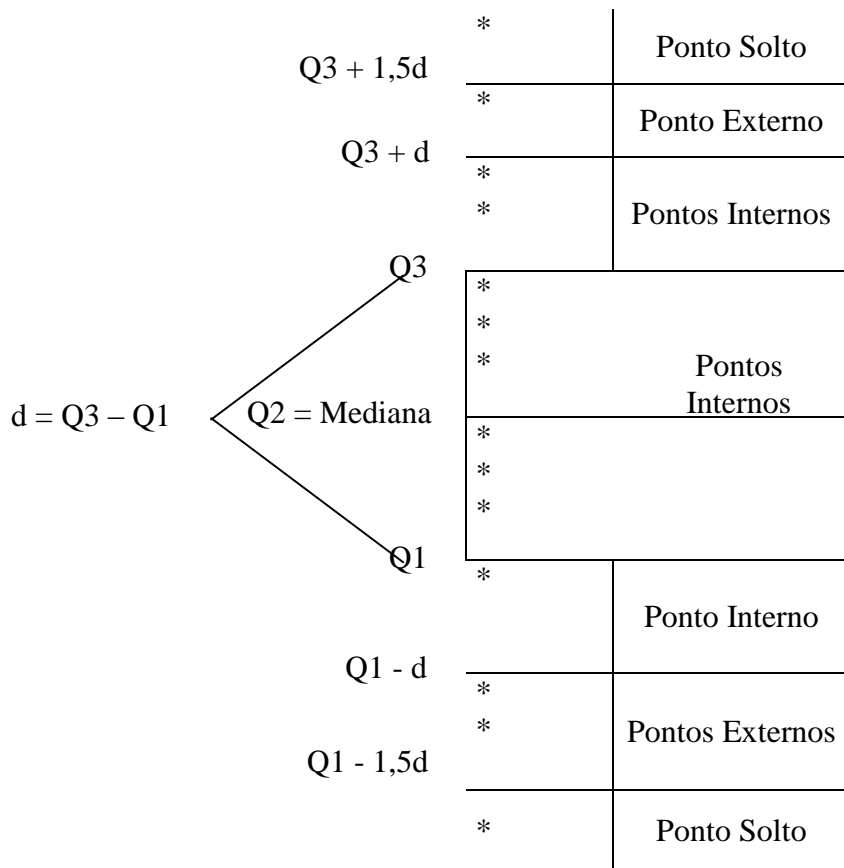 *
Ponto Solto
Q3 + 1,5d
*
Ponto Externo
Q3 + d
*
*
Pontos Internos
Q3
*
*
*
Pontos
Internos
d = Q3 – Q1
Q2 = Mediana
*
*
*
Q1
*
Ponto Interno
Q1 - d
*
*
Pontos Externos
Q1 - 1,5d
*
Ponto Solto